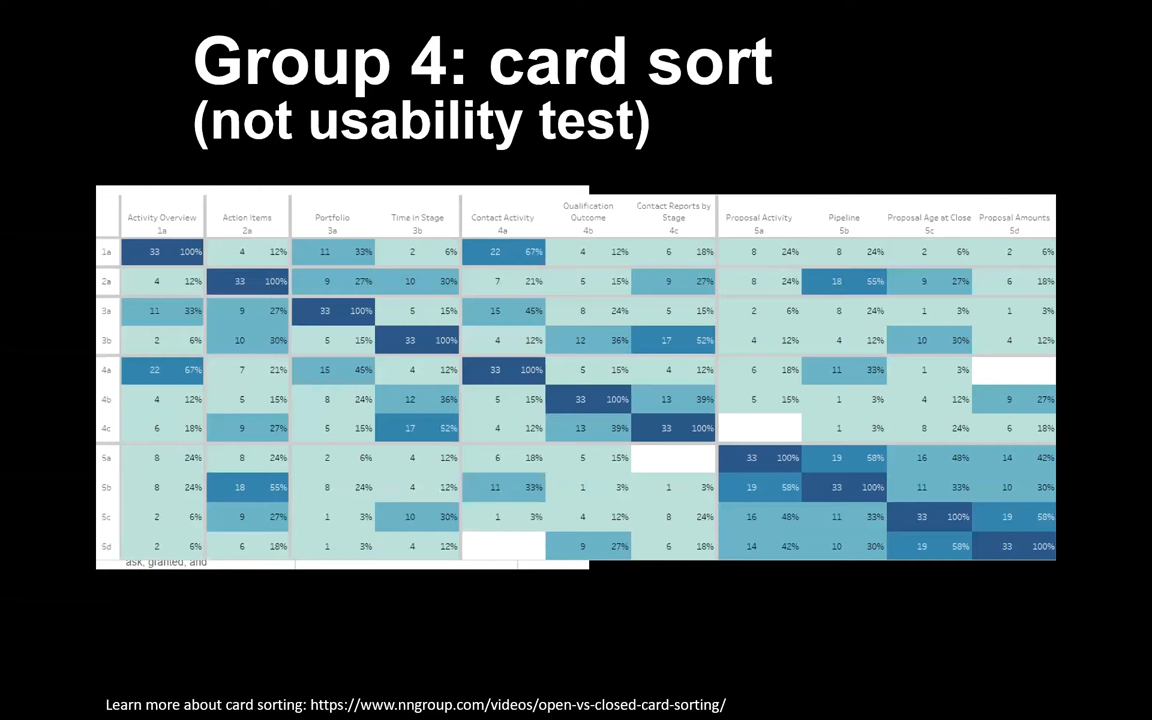 Group 4: card sort
(not usability test)
Activity Overview Action Items Portfolio Time in Stage Contact Activity Qualification Outcome Contact Reports by Stage Proposal Activity Pipeline Proposal Age at Close Proposal Amounts
1a 2a 3a 3b 4a 4b 4c 5a 5b 5c 5d
1a 33 100% 4 12% 11 33% 2 6% 22 67% 4 12% 6 18% 8 24% 8 24% 2 6% 2 6%
2a 4 12% 33 100% 9 27% 10 30% 7 21% 5 15% 9 27% 8 24% 18 55% 9 27% 6 18%
3a 11 33% 9 27% 33 100% 5 15% 15 45% 8 24% 5 15% 2 6% 8 24% 1 3% 1 3%
3b 2 6% 10 30% 5 15% 33 100% 4 12% 12 36% 17 52% 4 12% 4 12% 10 30% 4 12%
4a 22 67% 7 21% 15 45% 4 12% 33 100% 5 15% 4 12% 6 18% 11 33% 1 3%
4b 4 12% 5 15% 8 24% 12 36% 5 15% 33 100% 13 39% 5 15% 1 3% 4 12% 9 27%
4c 6 18% 9 27% 5 15% 17 52% 4 12% 13 39% 33 100% 1 3% 8 24% 6 18%
5a 8 24% 8 24% 2 6% 4 12% 6 18% 5 15% 33 100% 19 58% 16 48% 14 42%
5b 8 24% 18 55% 8 24% 4 12% 11 33% 1 3% 1 3% 19 58% 33 100% 11 33% 10 30%
5c 2 6% 9 27% 1 3% 10 30% 1 3% 4 12% 8 24% 16 48% 11 33% 33 100% 19 58%
5d 2 6% 6 18% 1 3% 4 12% 9 27% 6 18% 14 42% 10 30% 19 58% 33 100%
ask, granted, and
Learn more about card sorting: https://www.nngroup.com/videos/open-vs-closed-card-sorting/